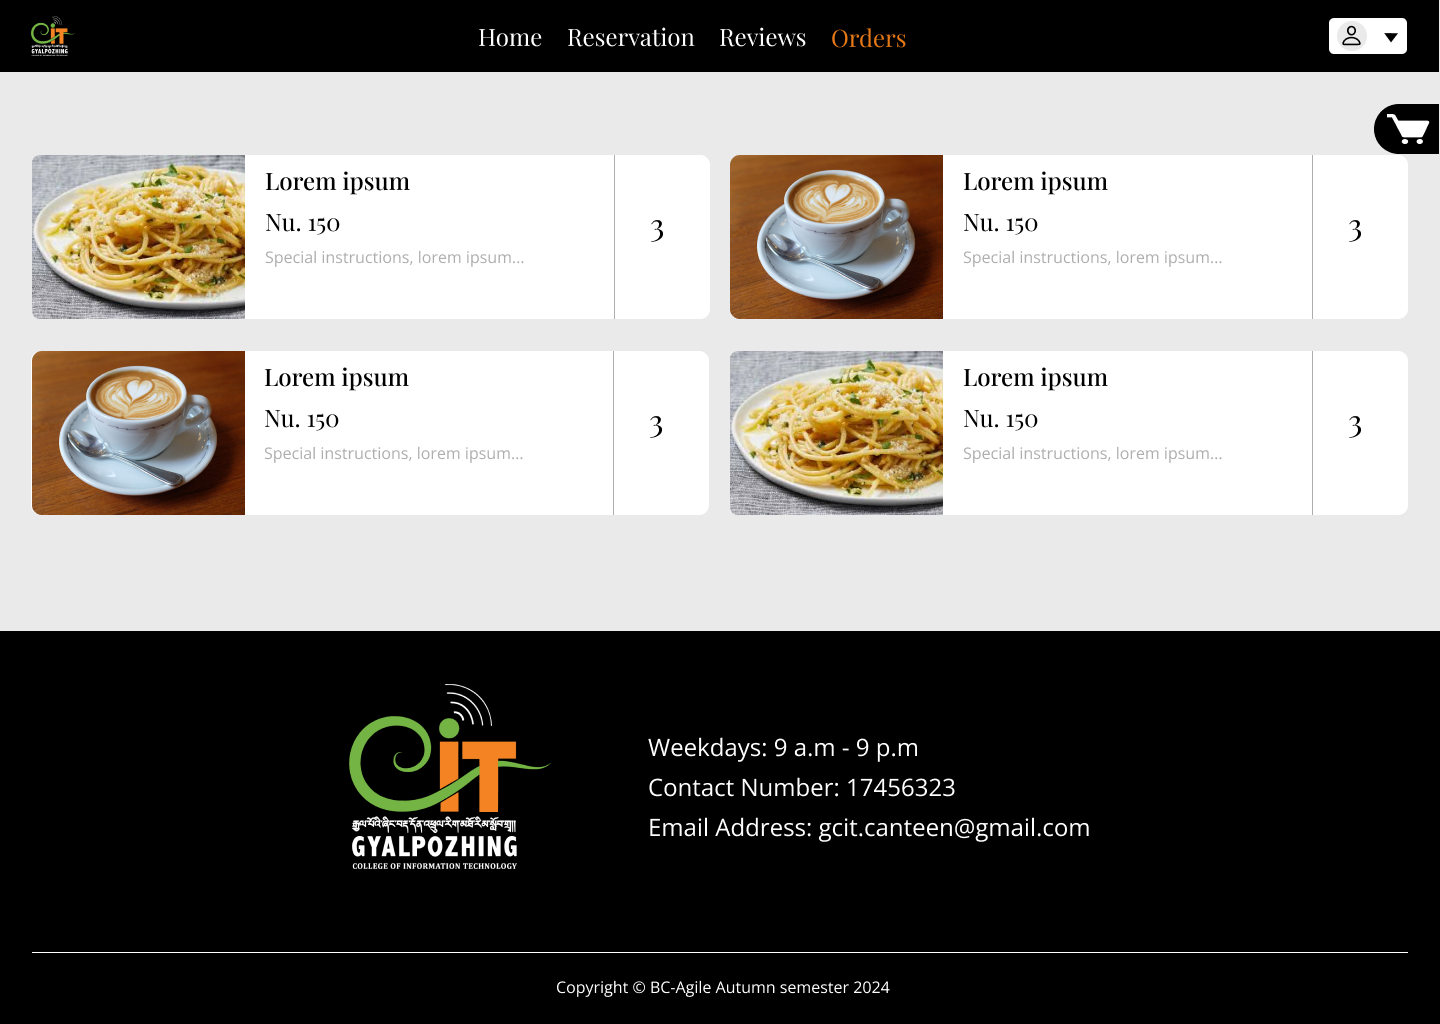 GYALPOZHING
Home
Reservation
Reviews
Orders
Lorem ipsum
Nu. 150
Special instructions, lorem ipsum...
3
Lorem ipsum
Nu. 150
Special instructions, lorem ipsum...
3
Lorem ipsum
Nu. 150
Special instructions, lorem ipsum...
3
Lorem ipsum
Nu. 150
Special instructions, lorem ipsum...
3
CiT
GYALPOZHING
COLLEGE OF INFORMATION TECHNOLOGY
Weekdays: 9 a.m - 9 p.m
Contact Number: 17456323
Email Address: gcit.canteen@gmail.com
Copyright © BC-Agile Autumn semester 2024